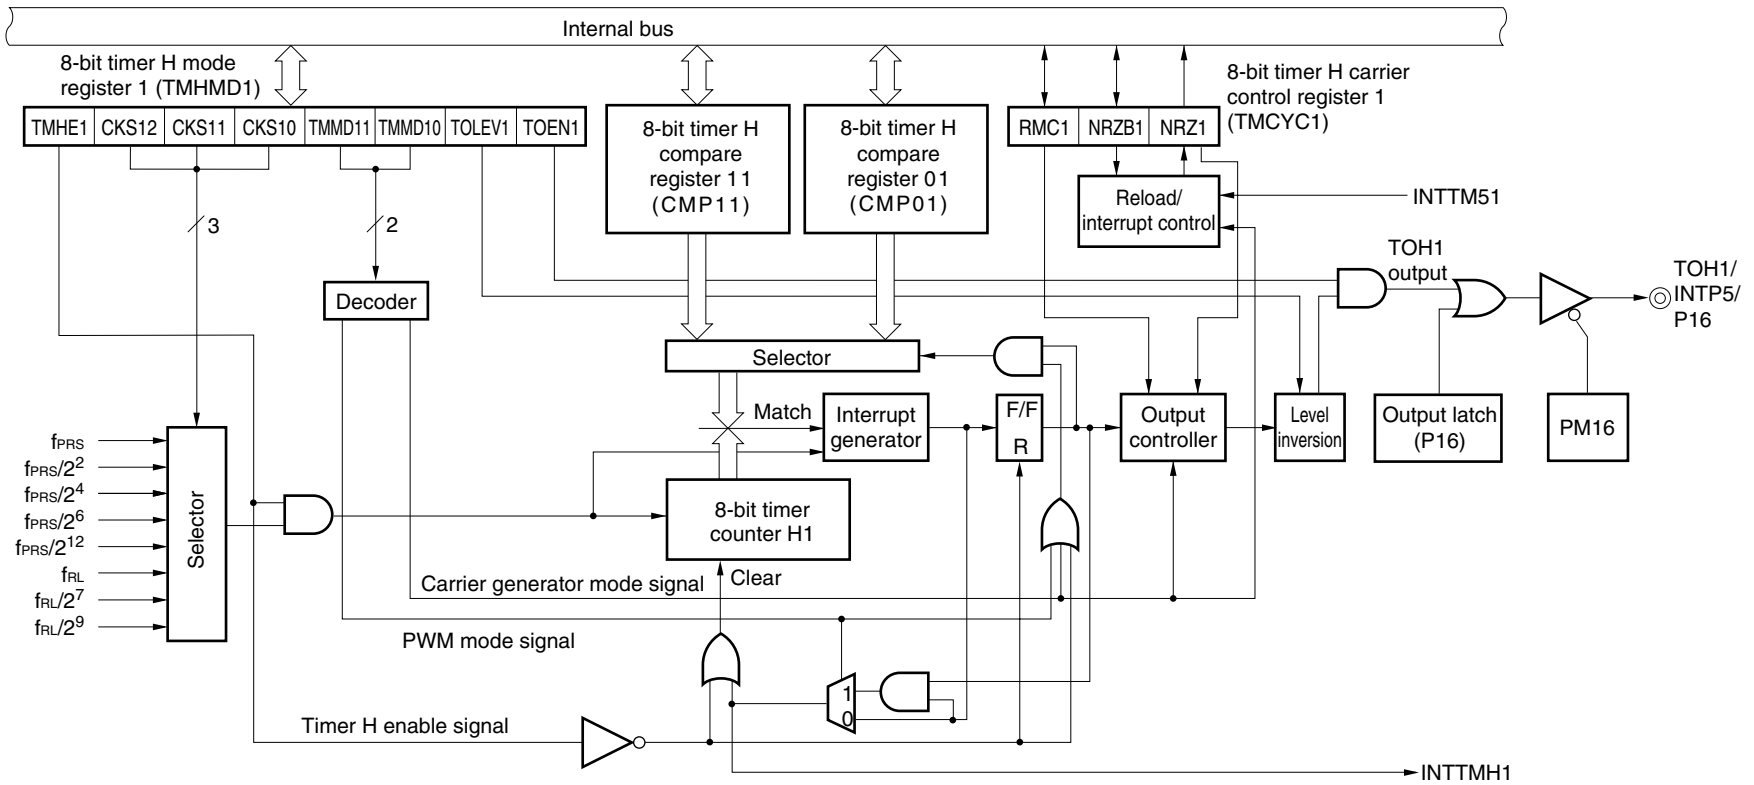 Internal bus
8-bit timer H mode
register 1 (TMHMD1)
8-bit timer H carrier
control register 1
(TMCYC1)
TMHE1 CKS12 CKS11 CKS10 TMMD11 TMMD10 TOLEV1 TOEN1
8-bit timer H
compare
register 11
(CMP11)
8-bit timer H
compare
register 01
(CMP01)
RMC1 NRZB1 NRZ1
Reload/
interrupt control
INTTM51
3
2
Decoder
TOH1
output
TOH1/
INTP5/
P16
Selector
Match
Interrupt
generator
F/F
R
Output
controller
Level
inversion
Output latch
(P16)
PM16
fPRS
fPRS/2²
fPRS/2⁴
fPRS/2⁶
fPRS/2¹²
fRL
fRL/2⁷
fRL/2⁹
Selector
8-bit timer
counter H1
Carrier generator mode signal
Clear
PWM mode signal
1
0
Timer H enable signal
INTTMH1